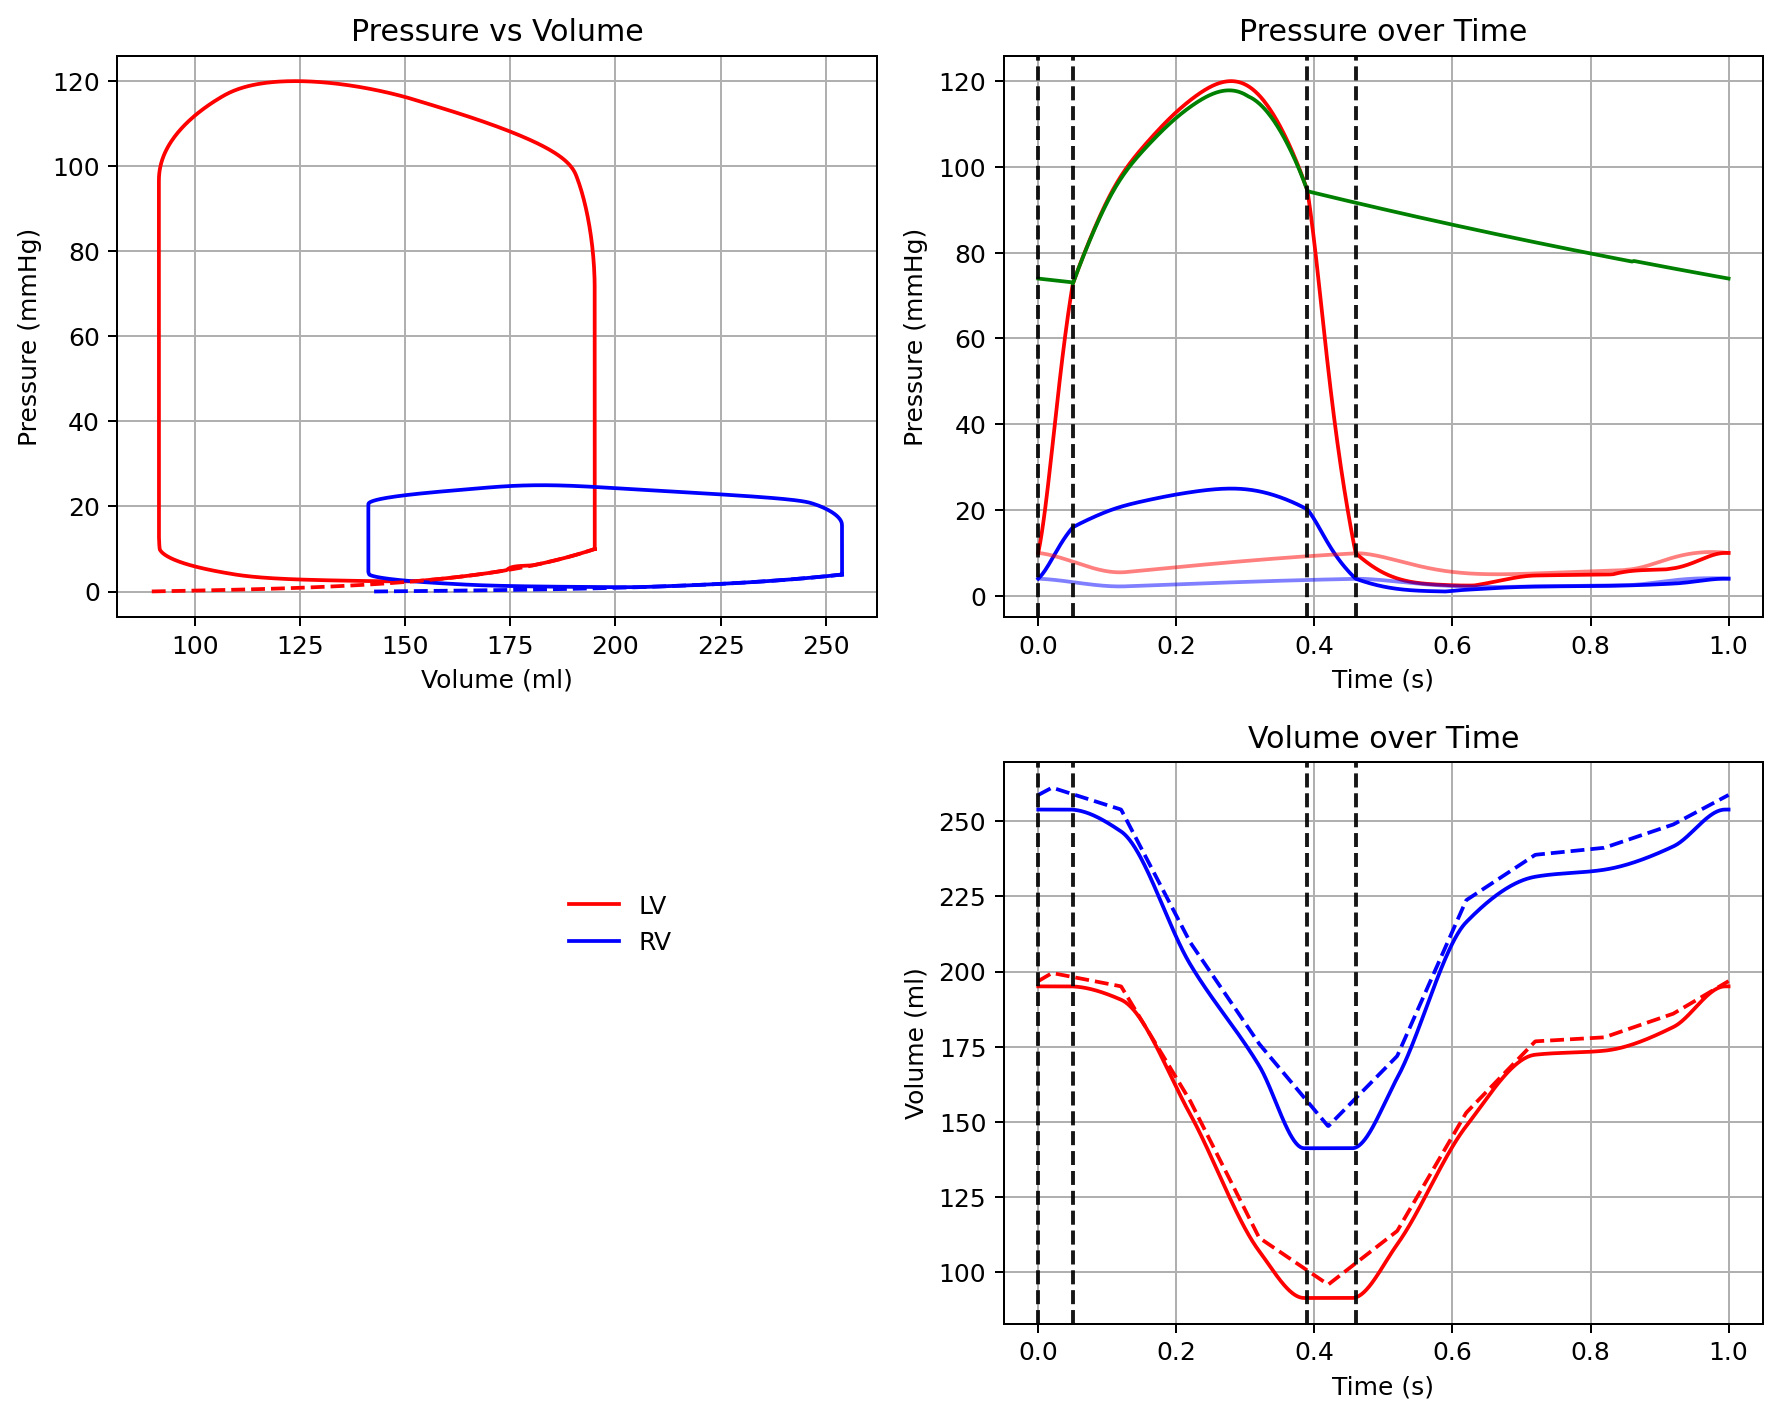 Pressure vs Volume
120
100
80
60
40
20
0
Pressure (mmHg)
100 125 150 175 200 225 250
Volume (ml)
Pressure over Time
120
100
80
60
40
20
0
Pressure (mmHg)
0.0 0.2 0.4 0.6 0.8 1.0
Time (s)
LV
RV
Volume over Time
250
225
200
175
150
125
100
Volume (ml)
0.0 0.2 0.4 0.6 0.8 1.0
Time (s)